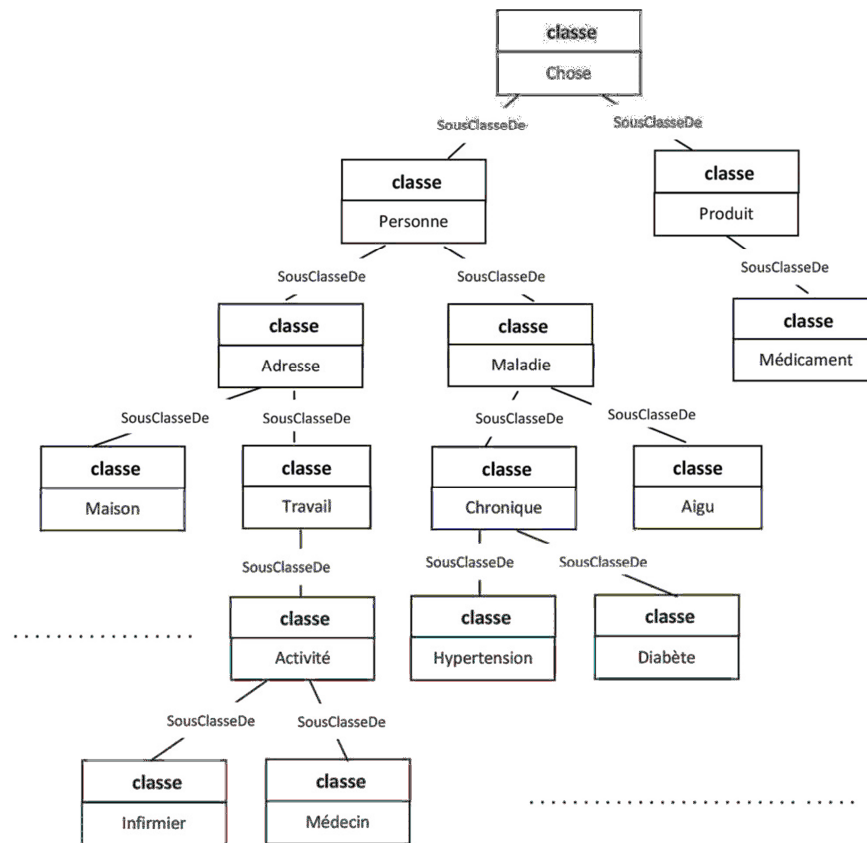 classe
Chose
SousClasseDe
SousClasseDe
classe
Personne
classe
Produit
SousClasseDe
SousClasseDe
SousClasseDe
classe
Adresse
classe
Maladie
classe
Médicament
SousClasseDe
SousClasseDe
SousClasseDe
SousClasseDe
classe
Maison
classe
Travail
classe
Chronique
classe
Aigu
SousClasseDe
SousClasseDe
SousClasseDe
classe
Activité
classe
Hypertension
classe
Diabète
SousClasseDe
SousClasseDe
classe
Infirmier
classe
Médecin